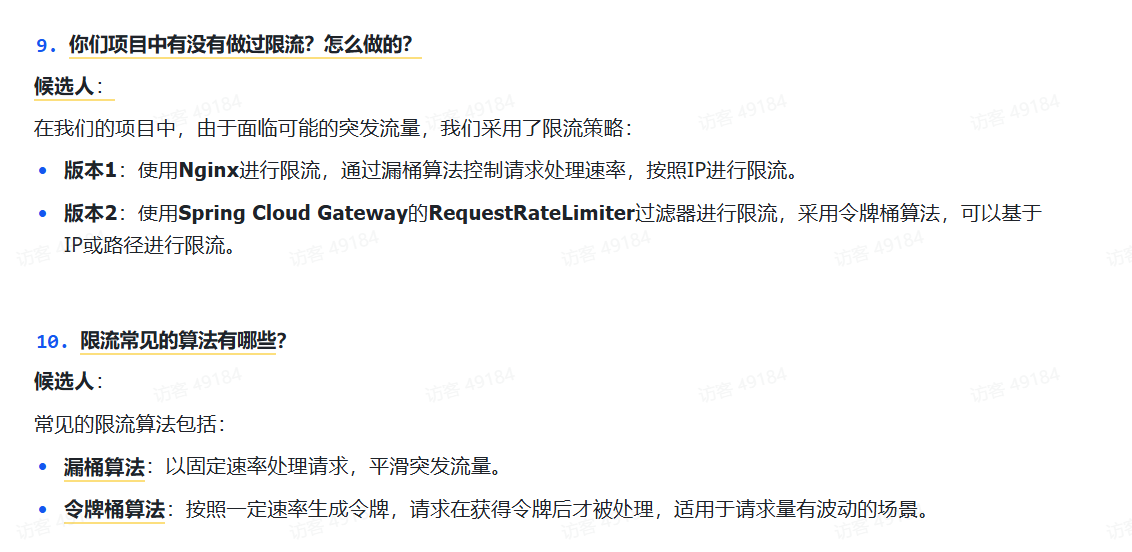 9. 你们项目中有没有做过限流？怎么做的？
候选人：
在我们的项目中，由于面临可能的突发流量，我们采用了限流策略：
• 版本1：使用Nginx进行限流，通过漏桶算法控制请求处理速率，按照IP进行限流。
• 版本2：使用Spring Cloud Gateway的RequestRateLimiter过滤器进行限流，采用令牌桶算法，可以基于
IP或路径进行限流。
10. 限流常见的算法有哪些？
候选人：
常见的限流算法包括：
• 漏桶算法：以固定速率处理请求，平滑突发流量。
• 令牌桶算法：按照一定速率生成令牌，请求在获得令牌后才被处理，适用于请求量有波动的场景。
访客 49184
访客 49184
访客 49184
访客 49184
访客 49184
访客 49184
访客 49184
访客 49184
访客 49184
访客 49184
访客 49184
访客 49184